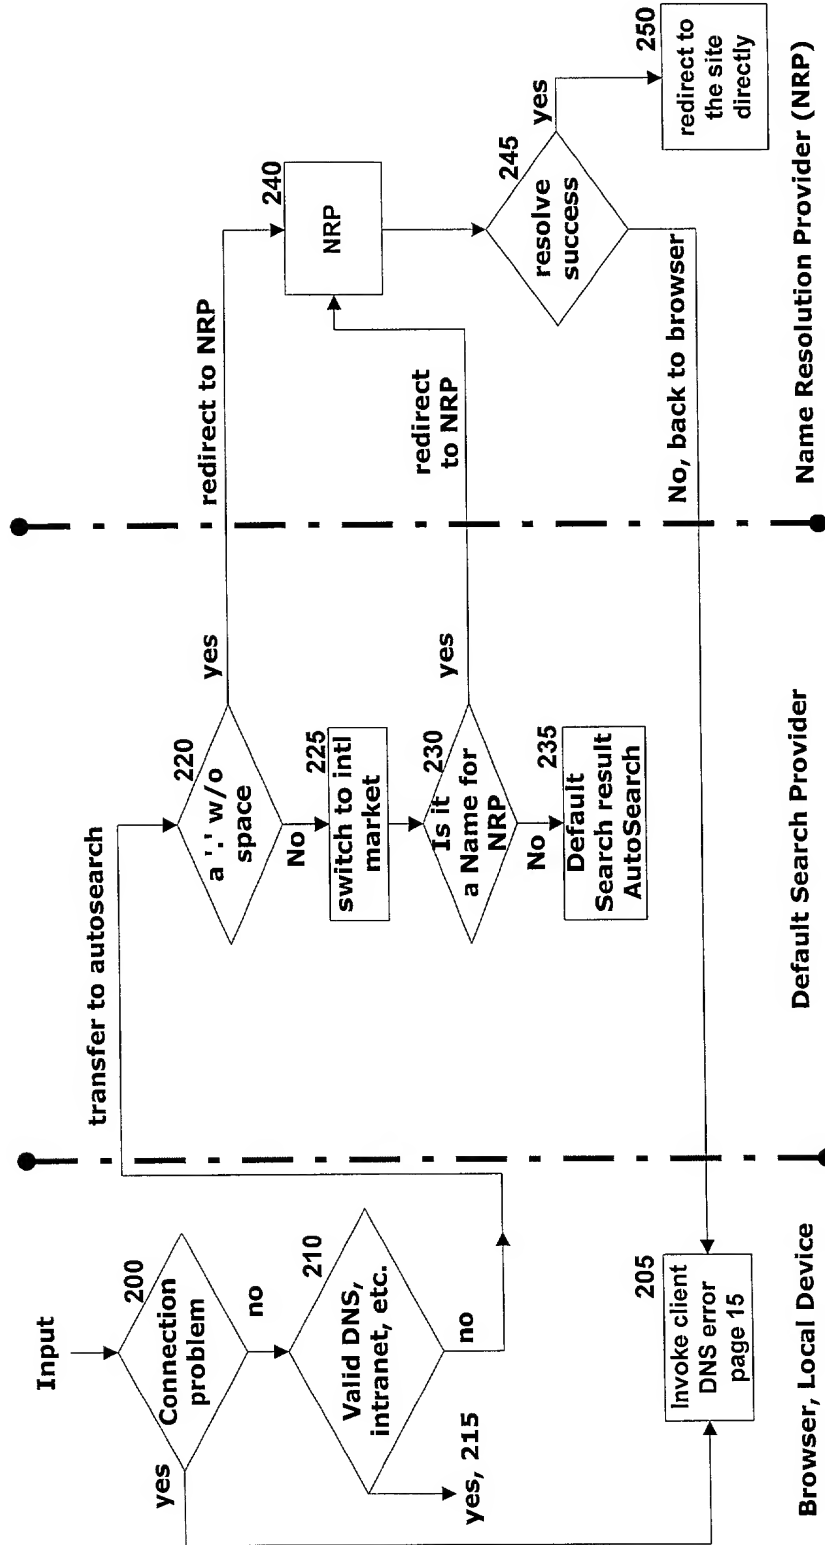 Input
Connection
problem
200
yes
no
Valid DNS,
intranet, etc.
210
yes, 215
no
Invoke client
DNS error
page 15
205
Browser, Local Device
transfer to autosearch
a '.' w/o
space
220
yes
No
switch to intl
market
225
Is it
a Name for
NRP
230
yes
No
Default
Search result
AutoSearch
235
Default Search Provider
redirect to NRP
redirect
to NRP
NRP
240
resolve
success
245
yes
No, back to browser
redirect to
the site
directly
250
Name Resolution Provider (NRP)